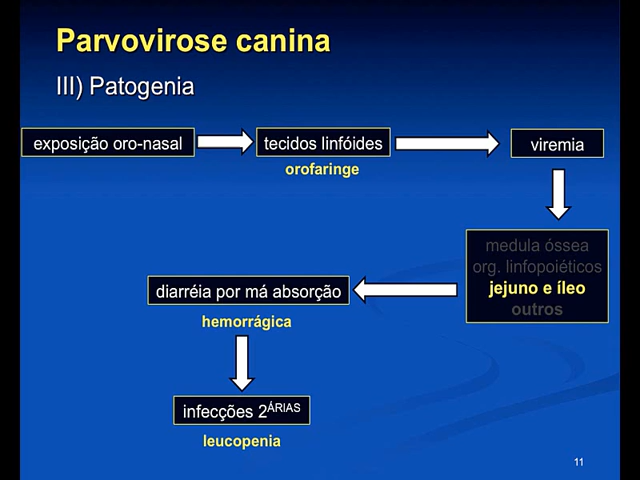 Parvovirose canina
III) Patogenia
exposição oro-nasal
tecidos linfóides
viremia
orofaringe
medula óssea
org. linfopoiéticos
jejuno e íleo
outros
diarréia por má absorção
hemorrágica
infecções 2ÁRIAS
leucopenia
11